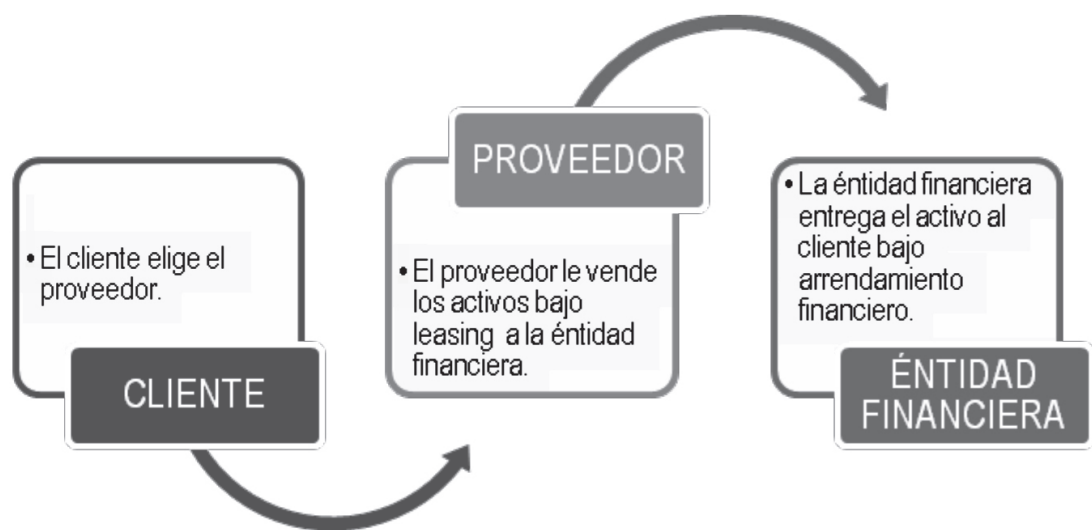 • El cliente elige el
proveedor.
CLIENTE
PROVEEDOR
• El proveedor le vende
los activos bajo
leasing a la éntidad
financiera.
• La éntidad financiera
entrega el activo al
cliente bajo
arrendamiento
financiero.
ÉNTIDAD
FINANCIERA